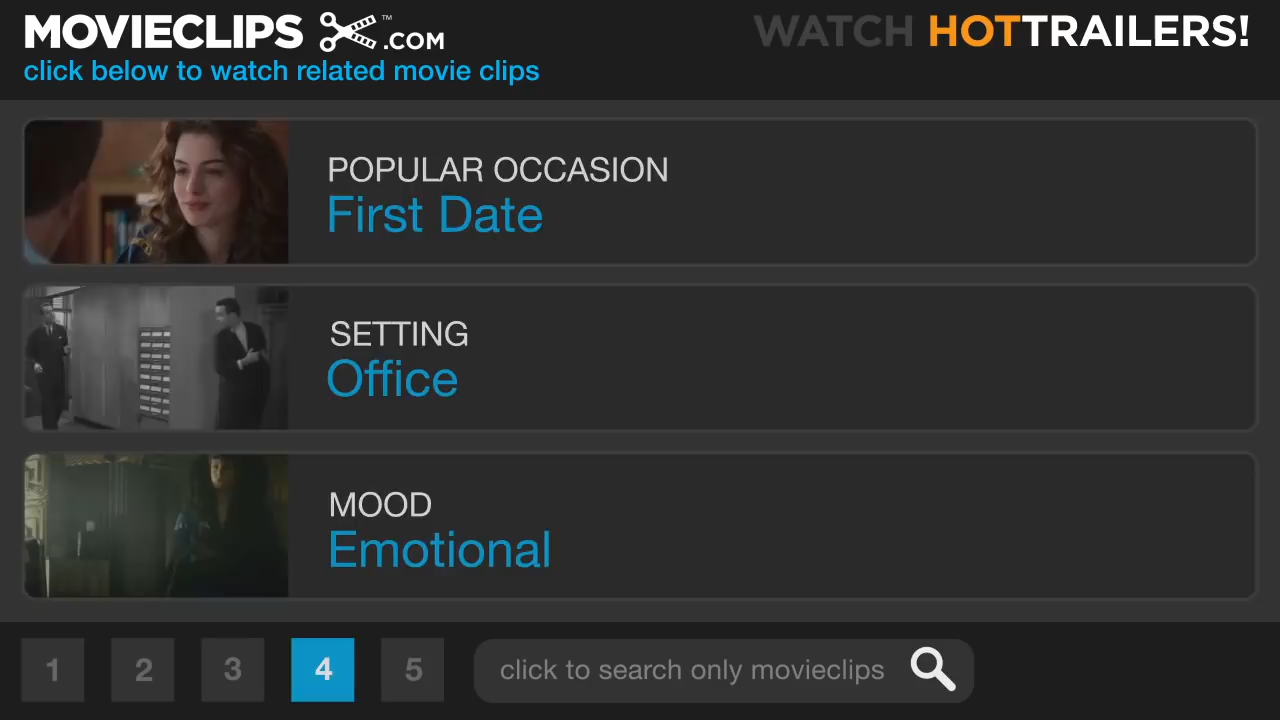 MOVIECLIPS ™ .COM
WATCH HOTTRAILERS!
click below to watch related movie clips
POPULAR OCCASION
First Date
SETTING
Office
MOOD
Emotional
1 2 3 4 5 click to search only movieclips